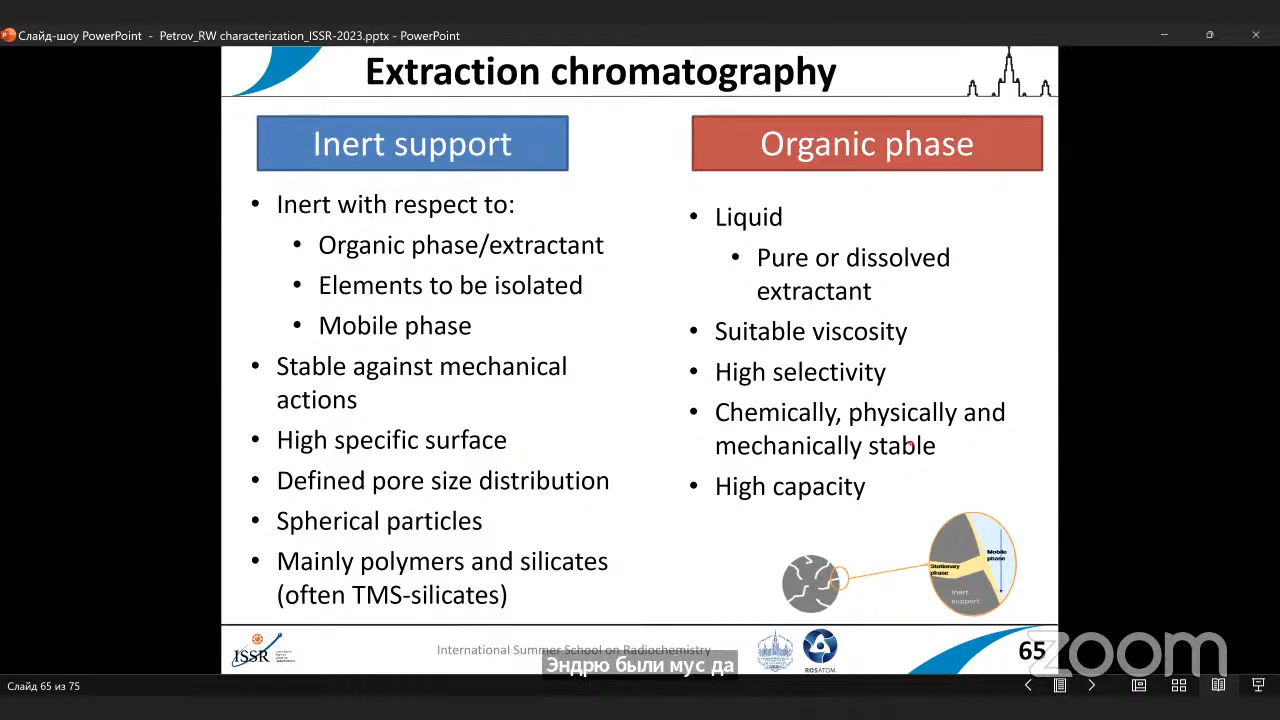 Слайд-шоу PowerPoint - Petrov_RW characterization_ISSR-2023.pptx - PowerPoint
Extraction chromatography
Inert support
• Inert with respect to:
• Organic phase/extractant
• Elements to be isolated
• Mobile phase
• Stable against mechanical
actions
• High specific surface
• Defined pore size distribution
• Spherical particles
• Mainly polymers and silicates
(often TMS-silicates)
Organic phase
• Liquid
• Pure or dissolved
extractant
• Suitable viscosity
• High selectivity
• Chemically, physically and
mechanically stable
• High capacity
Mobile
phase
Stationary
phase
Inert
support
ISSR
International Summer School on Radiochemistry
ROSATOM
65
zoom
Эндрю были мус да
Слайд 65 из 75